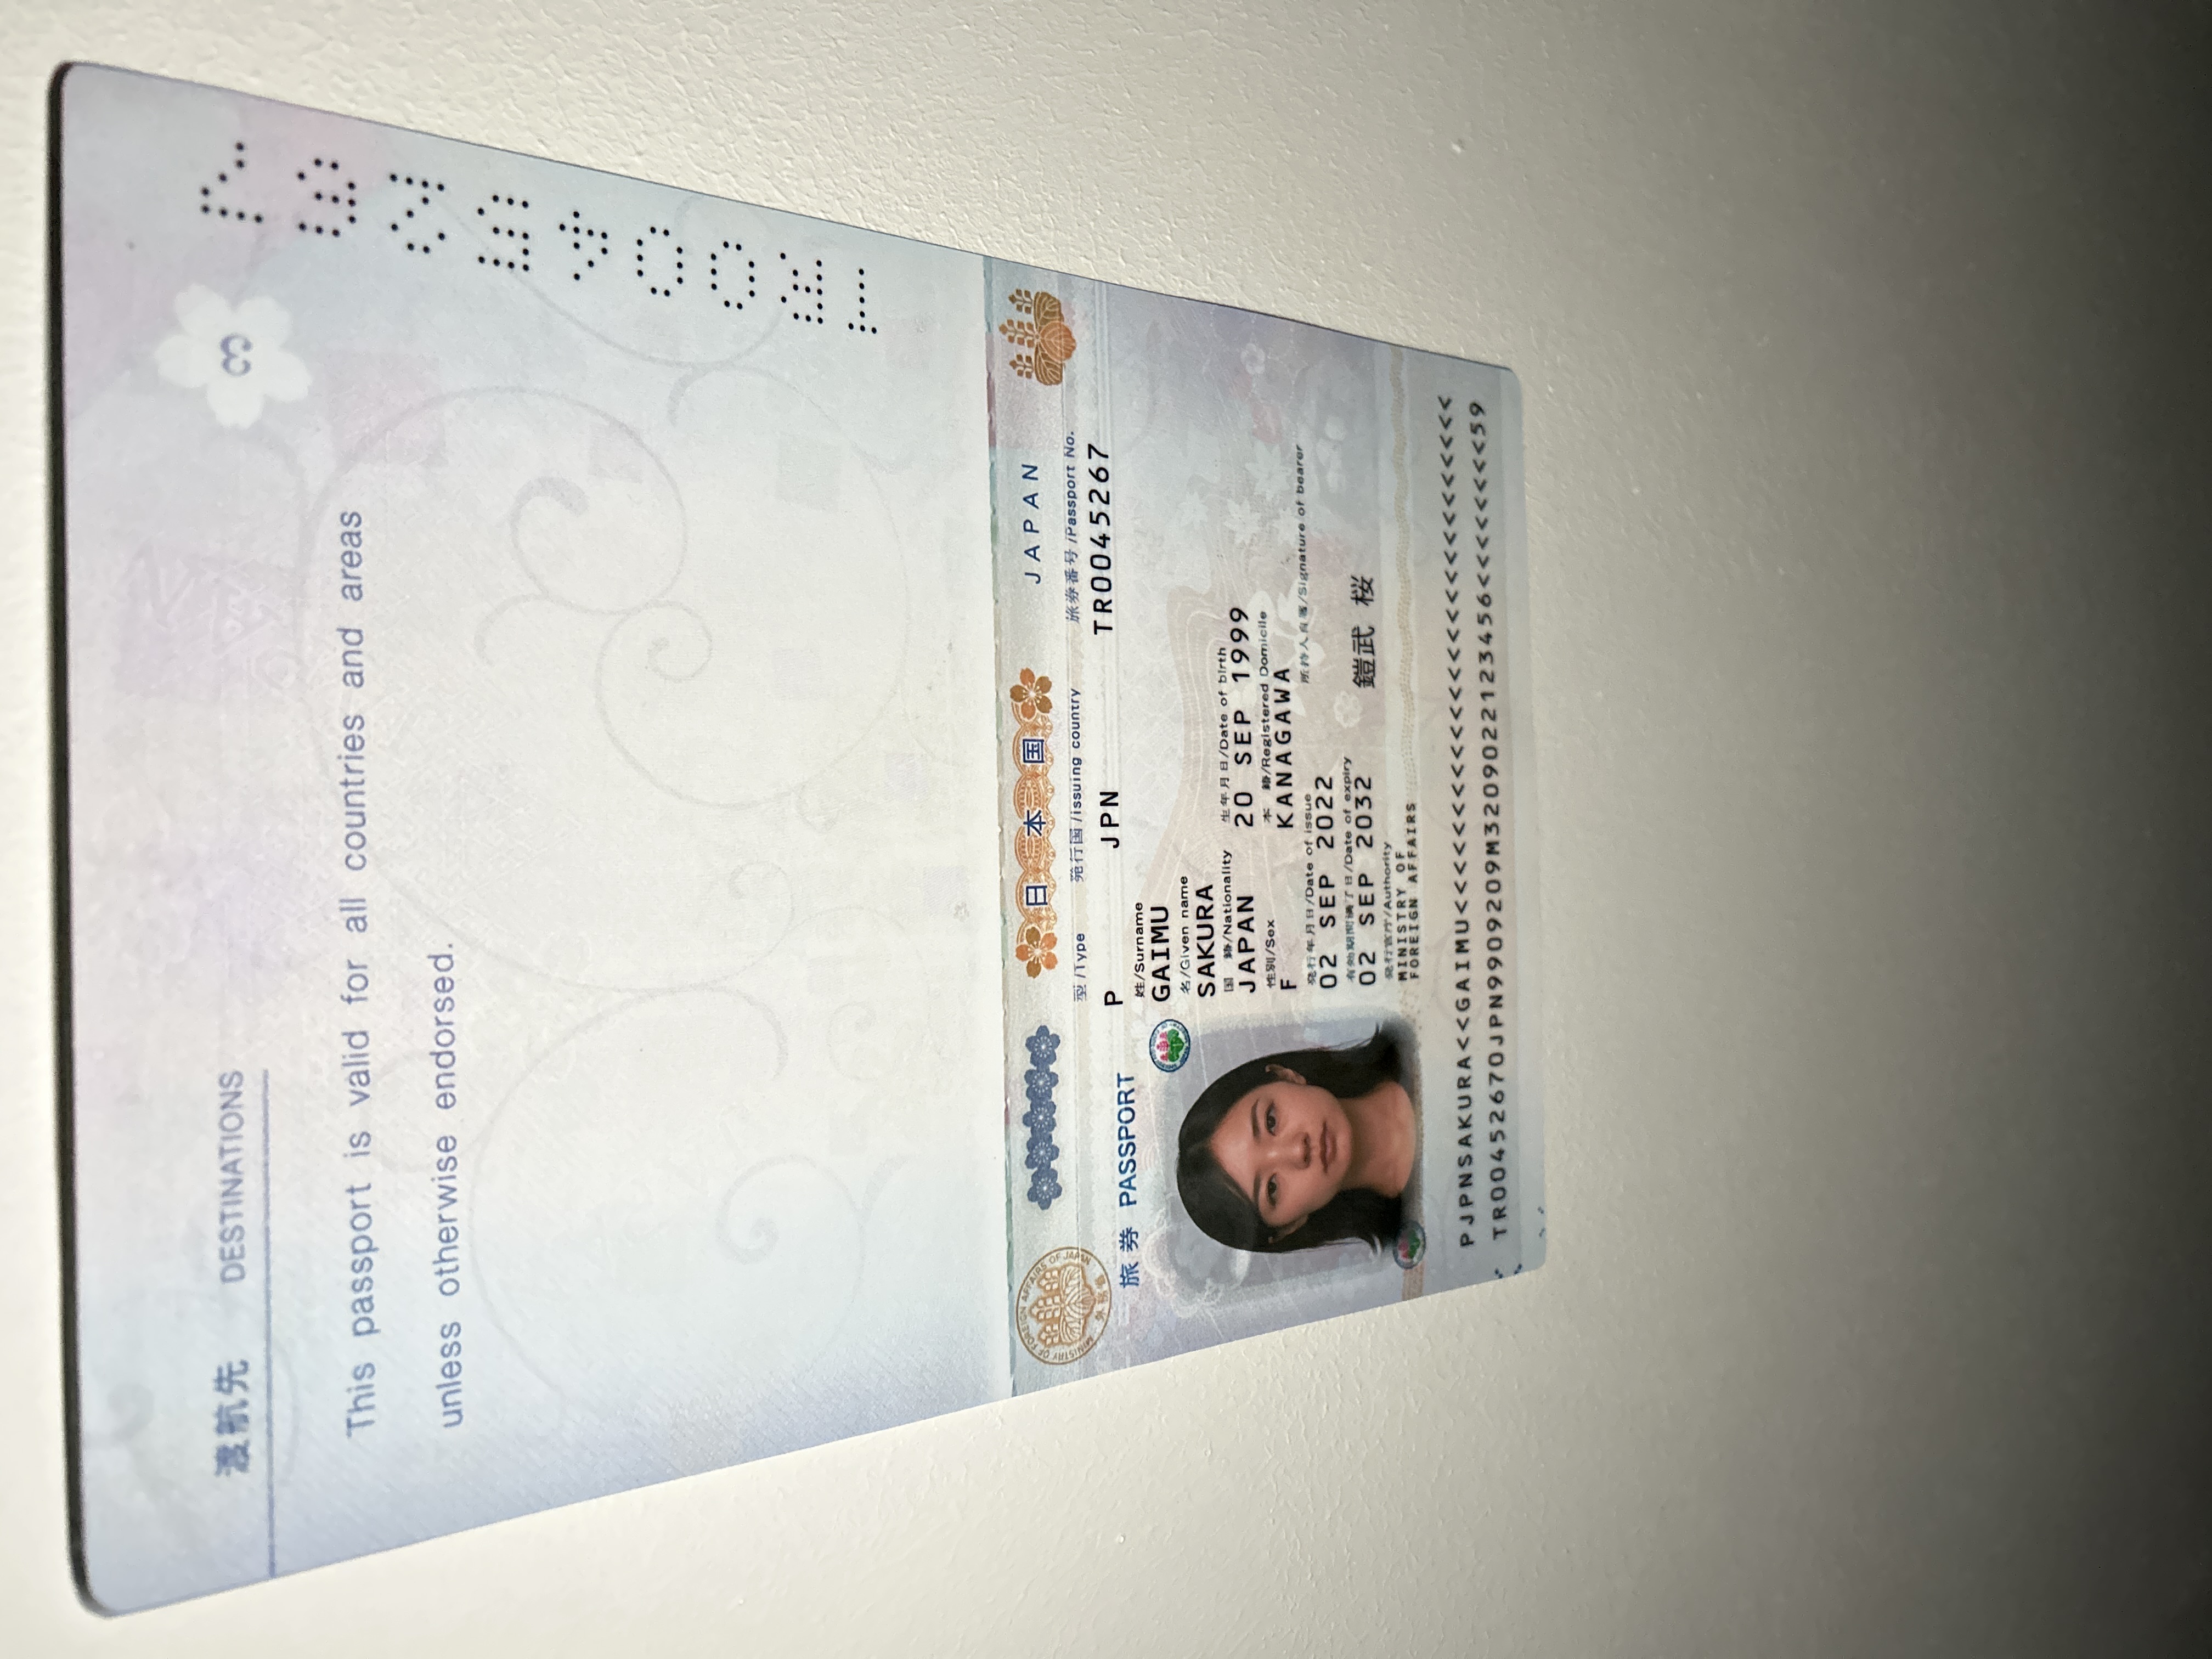 渡航先 DESTINATIONS
3
This passport is valid for all countries and areas
unless otherwise endorsed.
TR0045267
MINISTRY OF FOREIGN AFFAIRS OF JAPAN
外務省
日本国 JAPAN
旅券 PASSPORT
型/Type 発行国/issuing country 旅券番号/Passport No.
P JPN TR0045267
姓/Surname
GAIMU
名/Given name
SAKURA
国 籍/Nationality 生年月日/Date of birth
JAPAN 20 SEP 1999
性別/Sex 本 籍/Registered Domicile
F KANAGAWA
発行年月日/Date of issue 所持人自署/Signature of bearer
02 SEP 2022
有効期間満了日/Date of expiry
02 SEP 2032 鎧武 桜
発行官庁/Authority
MINISTRY OF
FOREIGN AFFAIRS
PJPNSAKURA<<GAIMU<<<<<<<<<<<<<<<<<<<<<<<<<<<
TR00452670JPN9909209M3209022123456<<<<<<<<59